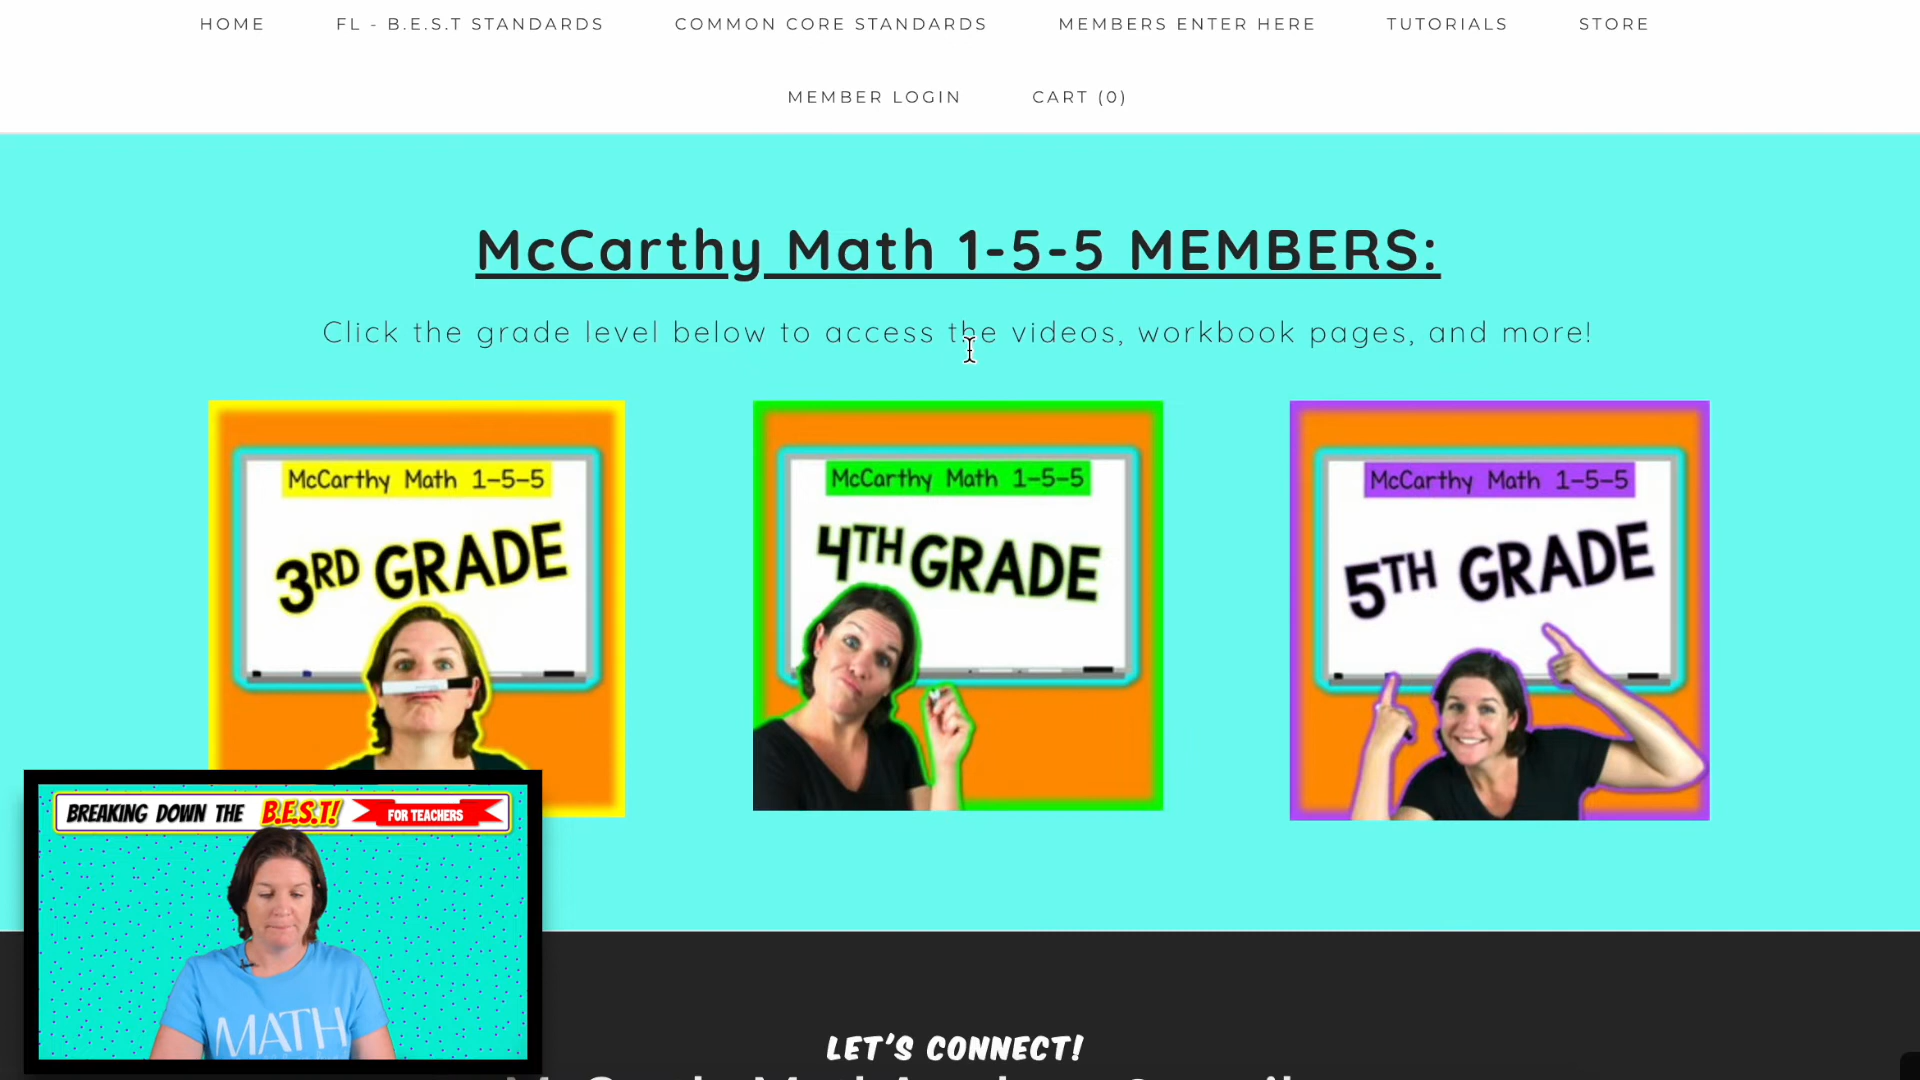 HOME FL - B.E.S.T STANDARDS COMMON CORE STANDARDS MEMBERS ENTER HERE TUTORIALS STORE
MEMBER LOGIN CART (0)
McCarthy Math 1-5-5 MEMBERS:
Click the grade level below to access the videos, workbook pages, and more!
McCarthy Math 1-5-5
3RD GRADE
McCarthy Math 1-5-5
4TH GRADE
McCarthy Math 1-5-5
5TH GRADE
BREAKING DOWN THE B.E.S.T! FOR TEACHERS
MATH
LET'S CONNECT!